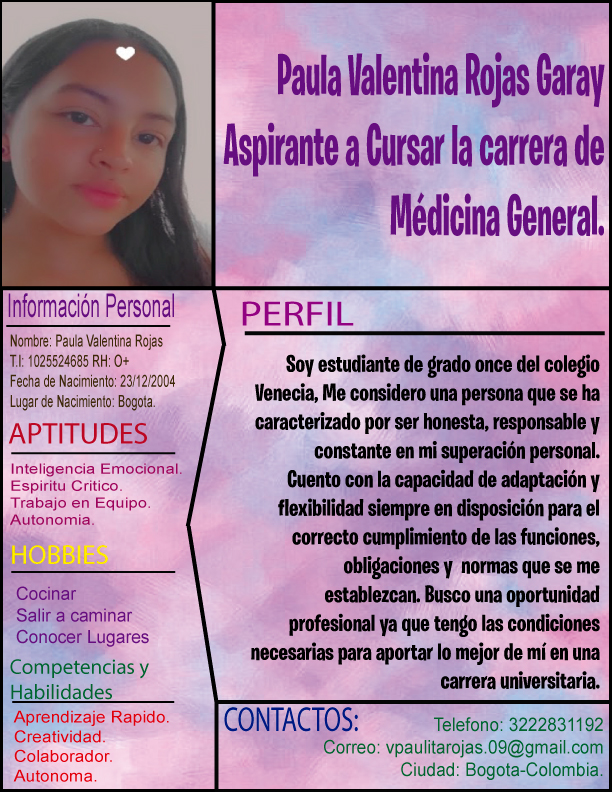 Paula Valentina Rojas Garay
Aspirante a Cursar la carrera de
Médicina General.
Información Personal
Nombre: Paula Valentina Rojas
T.I: 1025524685 RH: O+
Fecha de Nacimiento: 23/12/2004
Lugar de Nacimiento: Bogota.
APTITUDES
Inteligencia Emocional.
Espiritu Critico.
Trabajo en Equipo.
Autonomia.
HOBBIES
Cocinar
Salir a caminar
Conocer Lugares
Competencias y
Habilidades
Aprendizaje Rapido.
Creatividad.
Colaborador.
Autonoma.
PERFIL
Soy estudiante de grado once del colegio
Venecia, Me considero una persona que se ha
caracterizado por ser honesta, responsable y
constante en mi superación personal.
Cuento con la capacidad de adaptación y
flexibilidad siempre en disposición para el
correcto cumplimiento de las funciones,
obligaciones y normas que se me
establezcan. Busco una oportunidad
profesional ya que tengo las condiciones
necesarias para aportar lo mejor de mí en una
carrera universitaria.
CONTACTOS:
Telefono: 3222831192
Correo: vpaulitarojas.09@gmail.com
Ciudad: Bogota-Colombia.